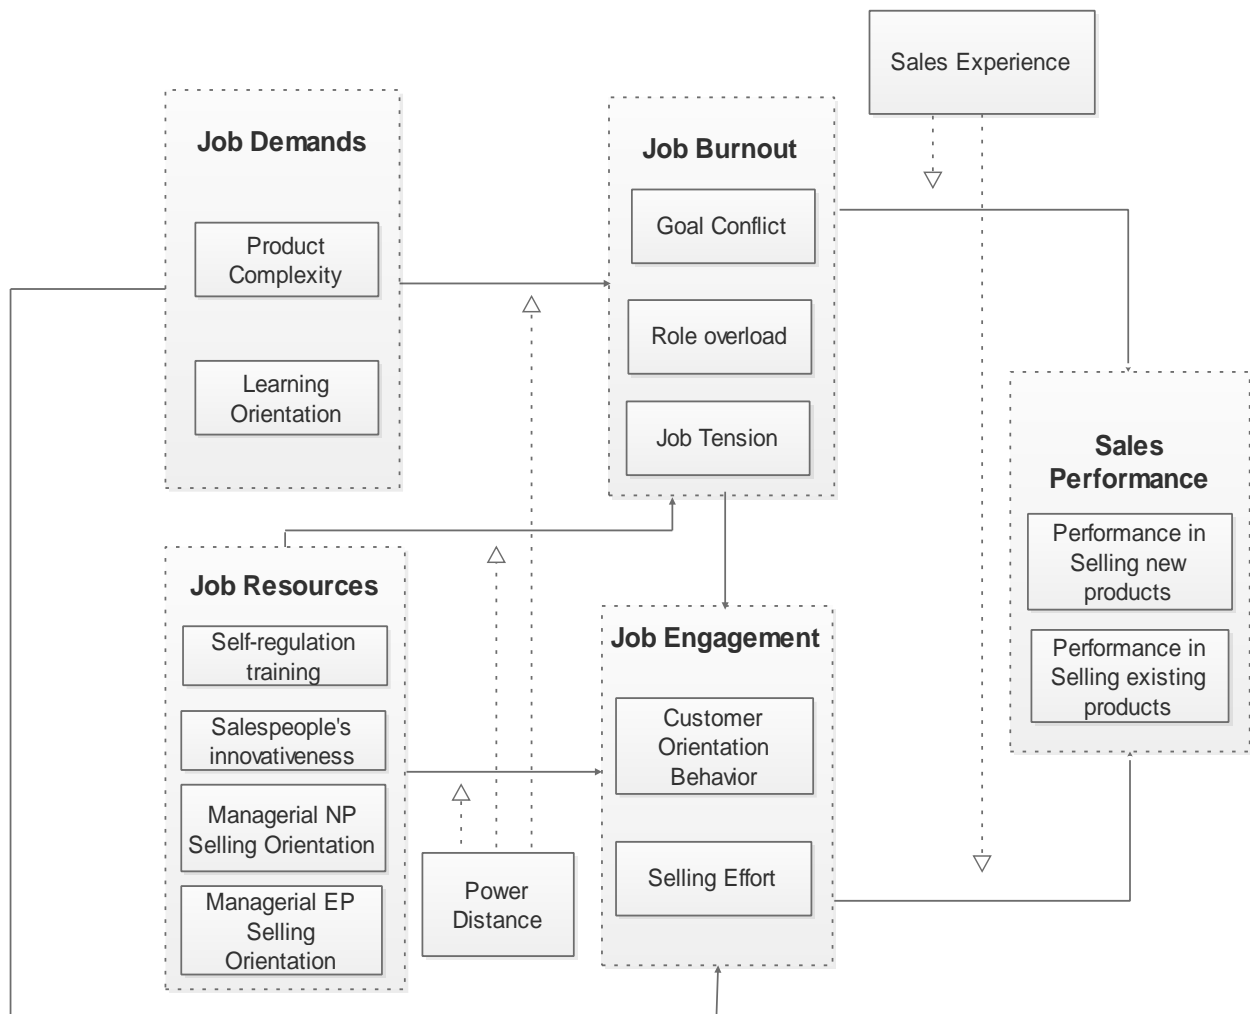 Sales Experience
Job Demands
Product
Complexity
Learning
Orientation
Job Burnout
Goal Conflict
Role overload
Job Tension
Sales
Performance
Performance in
Selling new
products
Performance in
Selling existing
products
Job Resources
Self-regulation
training
Salespeople's
innovativeness
Managerial NP
Selling Orientation
Managerial EP
Selling
Orientation
Power
Distance
Job Engagement
Customer
Orientation
Behavior
Selling Effort